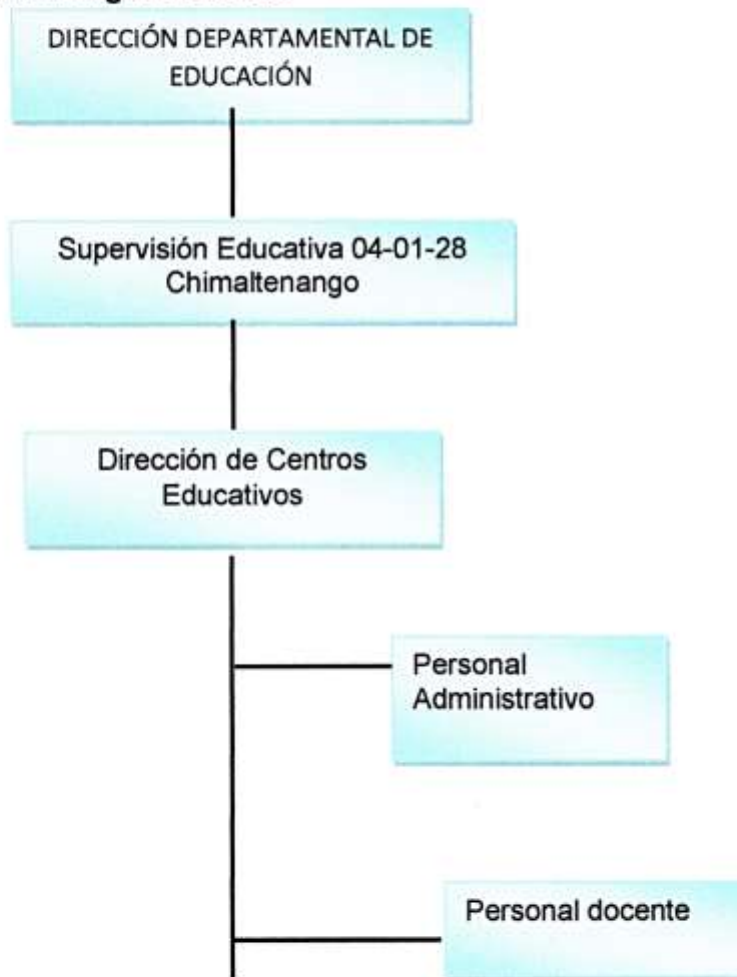 DIRECCIÓN DEPARTAMENTAL DE
EDUCACIÓN
Supervisión Educativa 04-01-28
Chimaltenango
Dirección de Centros
Educativos
Personal
Administrativo
Personal docente